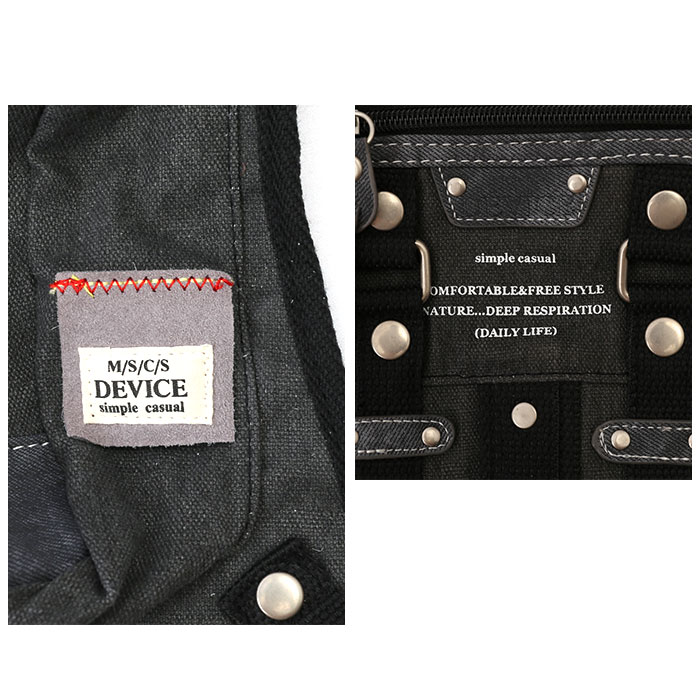 M/S/C/S
DEVICE
simple casual
simple casual
OMFORTABLE&FREE STYLE
NATURE...DEEP RESPIRATION
(DAILY LIFE)